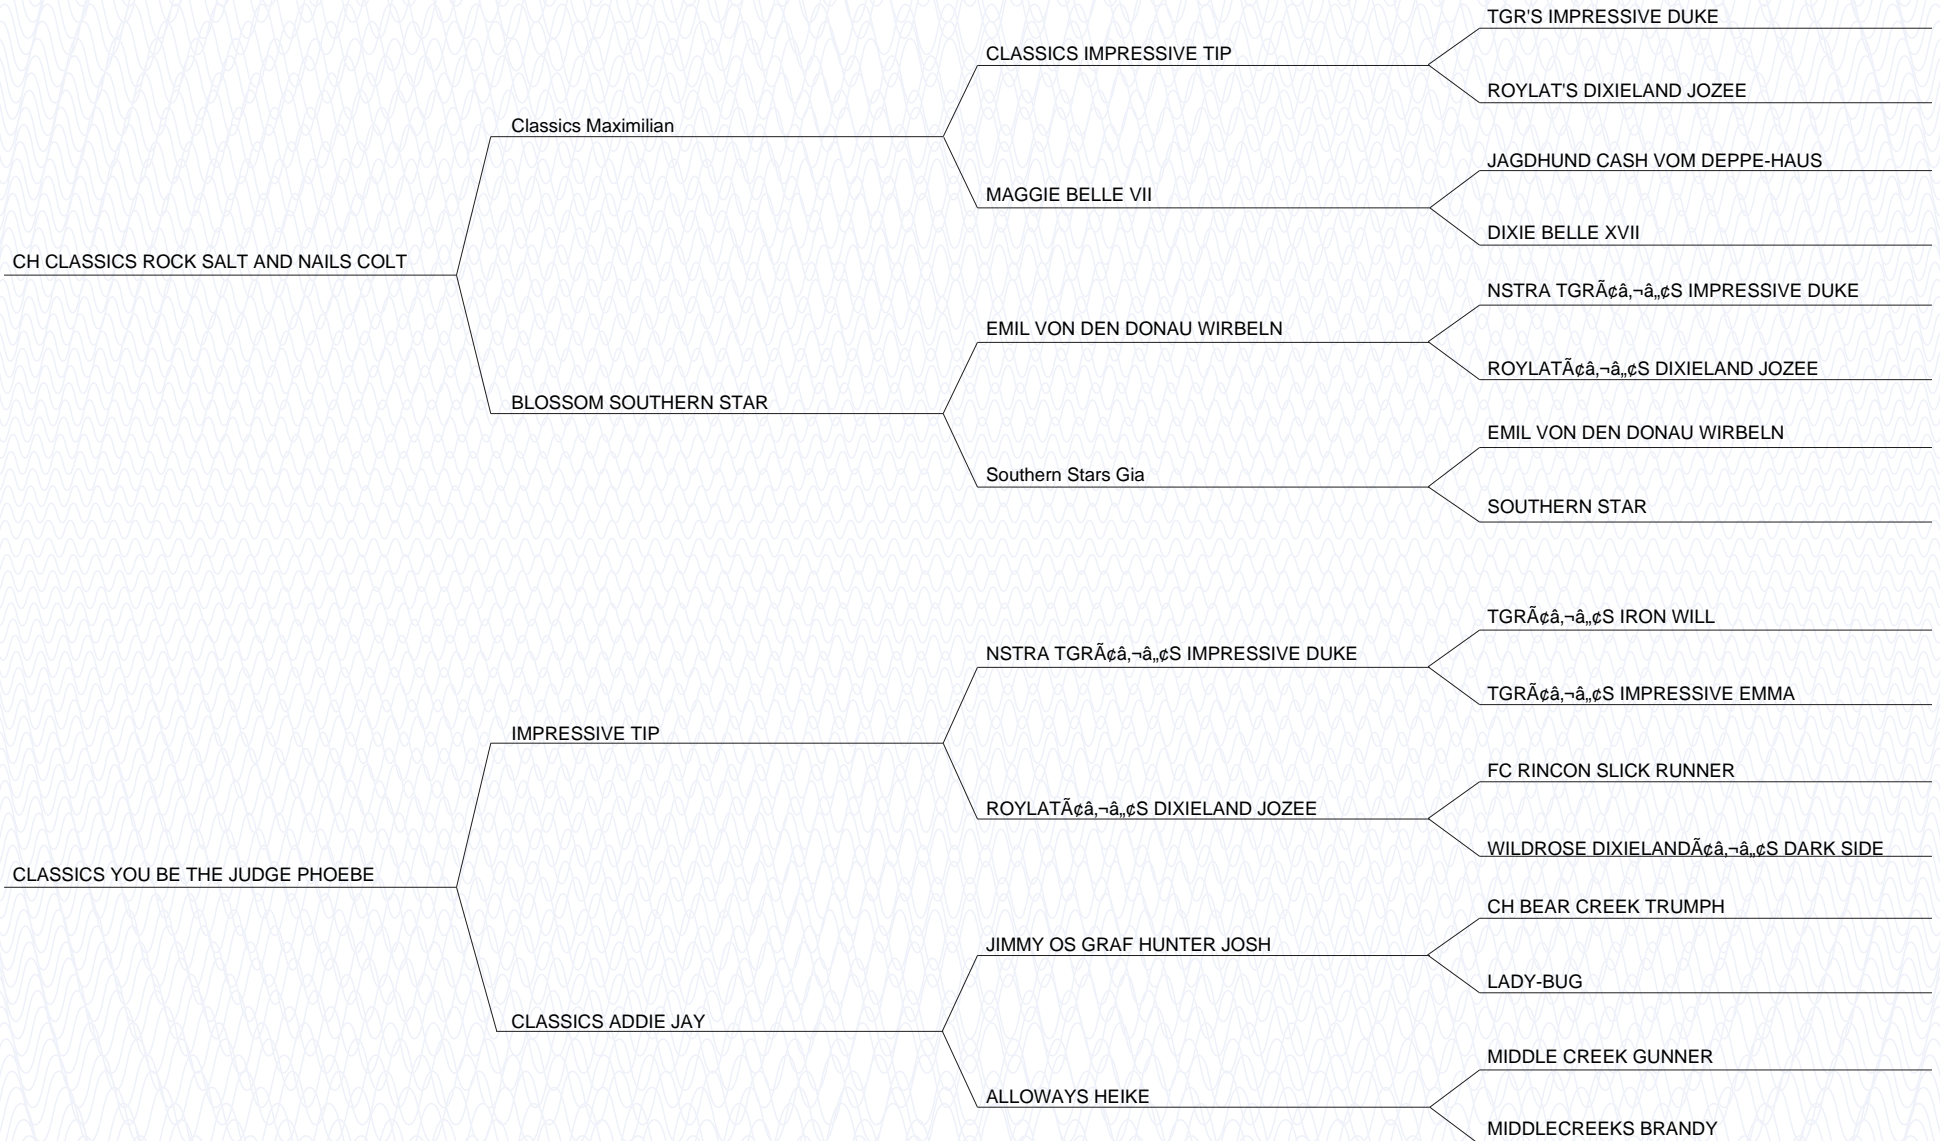 TGR'S IMPRESSIVE DUKE
CLASSICS IMPRESSIVE TIP
ROYLAT'S DIXIELAND JOZEE
Classics Maximilian
JAGDHUND CASH VOM DEPPE-HAUS
MAGGIE BELLE VII
DIXIE BELLE XVII
CH CLASSICS ROCK SALT AND NAILS COLT
NSTRA TGRÃ¢â‚¬â„¢S IMPRESSIVE DUKE
EMIL VON DEN DONAU WIRBELN
ROYLATÃ¢â‚¬â„¢S DIXIELAND JOZEE
BLOSSOM SOUTHERN STAR
EMIL VON DEN DONAU WIRBELN
Southern Stars Gia
SOUTHERN STAR
TGRÃ¢â‚¬â„¢S IRON WILL
NSTRA TGRÃ¢â‚¬â„¢S IMPRESSIVE DUKE
TGRÃ¢â‚¬â„¢S IMPRESSIVE EMMA
IMPRESSIVE TIP
FC RINCON SLICK RUNNER
ROYLATÃ¢â‚¬â„¢S DIXIELAND JOZEE
WILDROSE DIXIELANDÃ¢â‚¬â„¢S DARK SIDE
CLASSICS YOU BE THE JUDGE PHOEBE
CH BEAR CREEK TRUMPH
JIMMY OS GRAF HUNTER JOSH
LADY-BUG
CLASSICS ADDIE JAY
MIDDLE CREEK GUNNER
ALLOWAYS HEIKE
MIDDLECREEKS BRANDY